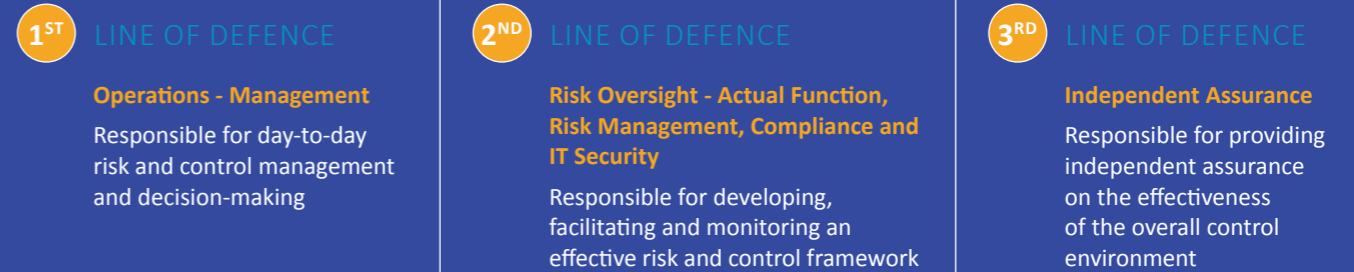 1ST LINE OF DEFENCE
Operations - Management
Responsible for day-to-day
risk and control management
and decision-making
2ND LINE OF DEFENCE
Risk Oversight - Actual Function,
Risk Management, Compliance and
IT Security
Responsible for developing,
facilitating and monitoring an
effective risk and control framework
3RD LINE OF DEFENCE
Independent Assurance
Responsible for providing
independent assurance
on the effectiveness
of the overall control
environment